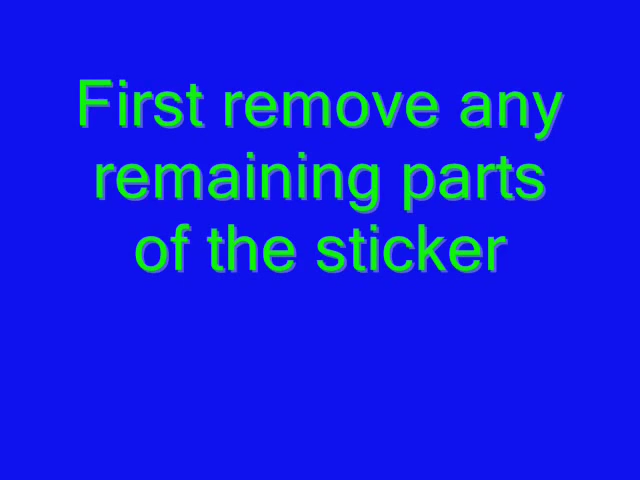 First remove any
remaining parts
of the sticker